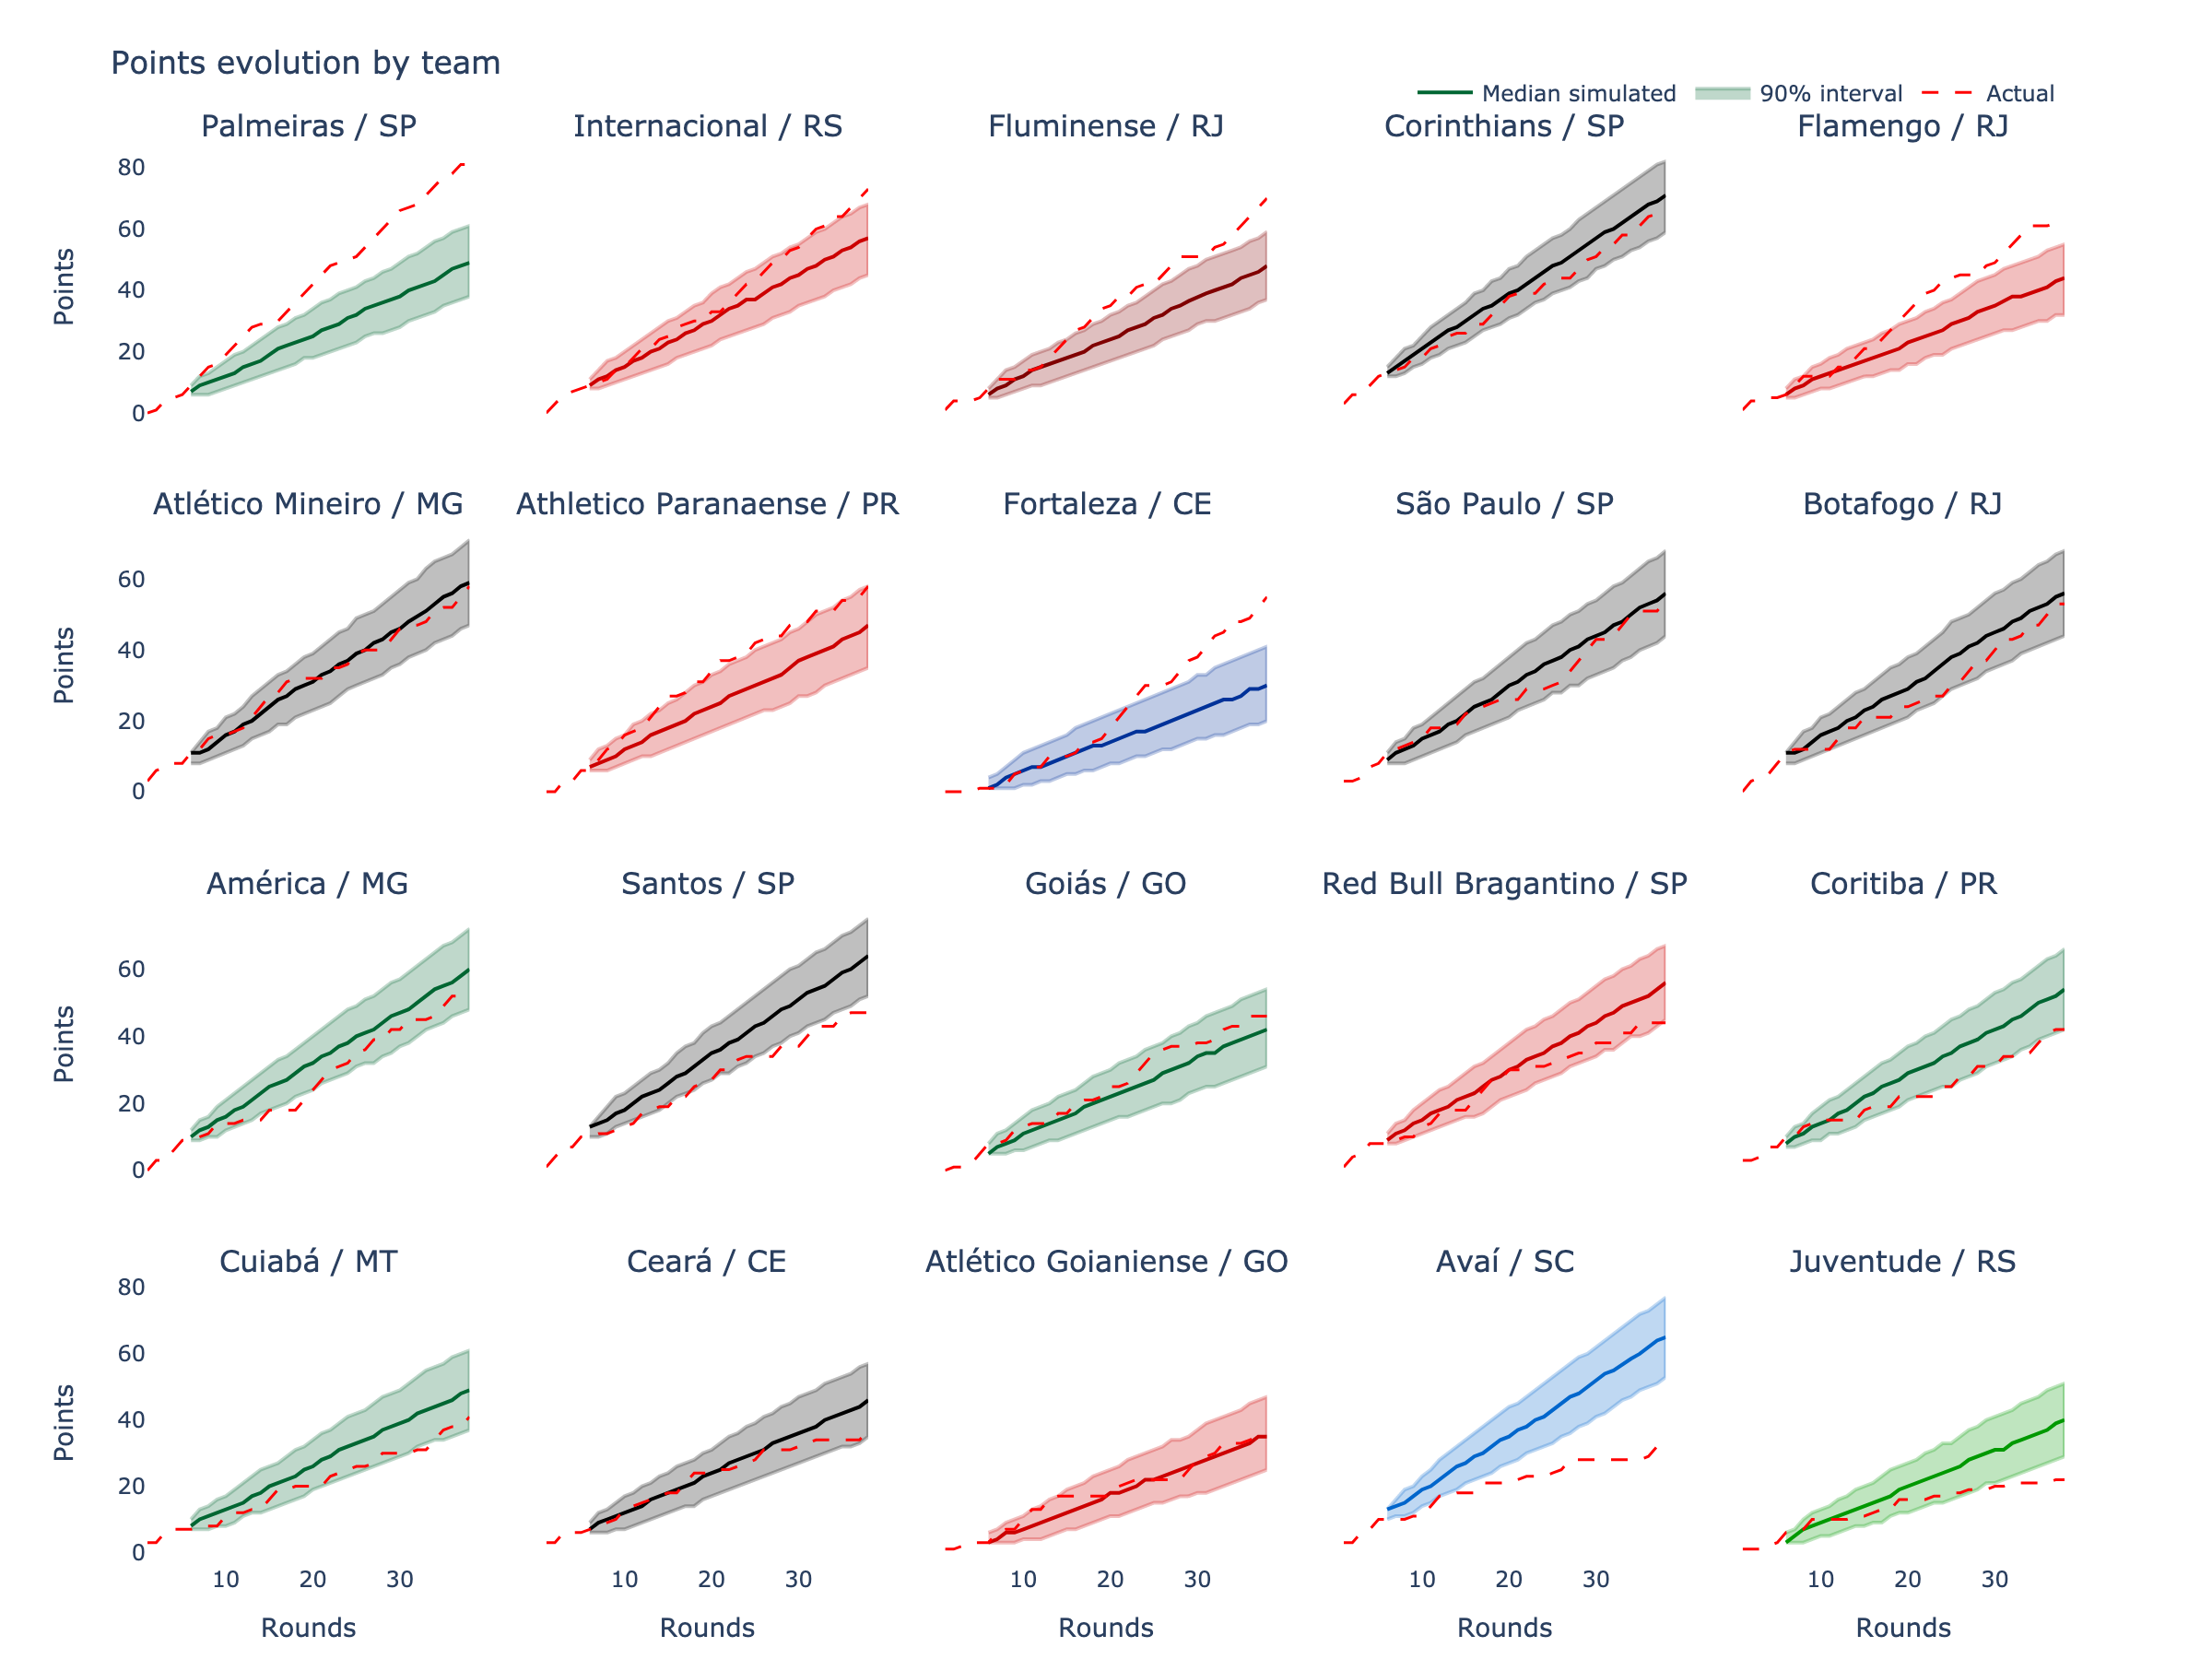 Points evolution by team
Median simulated 90% interval Actual
Palmeiras / SP Internacional / RS Fluminense / RJ Corinthians / SP Flamengo / RJ
80
60
40
20
0
Points
Atlético Mineiro / MG Athletico Paranaense / PR Fortaleza / CE São Paulo / SP Botafogo / RJ
60
40
20
0
Points
América / MG Santos / SP Goiás / GO Red Bull Bragantino / SP Coritiba / PR
60
40
20
0
Points
Cuiabá / MT Ceará / CE Atlético Goianiense / GO Avaí / SC Juventude / RS
80
60
40
20
0
Points
10 20 30 10 20 30 10 20 30 10 20 30 10 20 30
Rounds Rounds Rounds Rounds Rounds